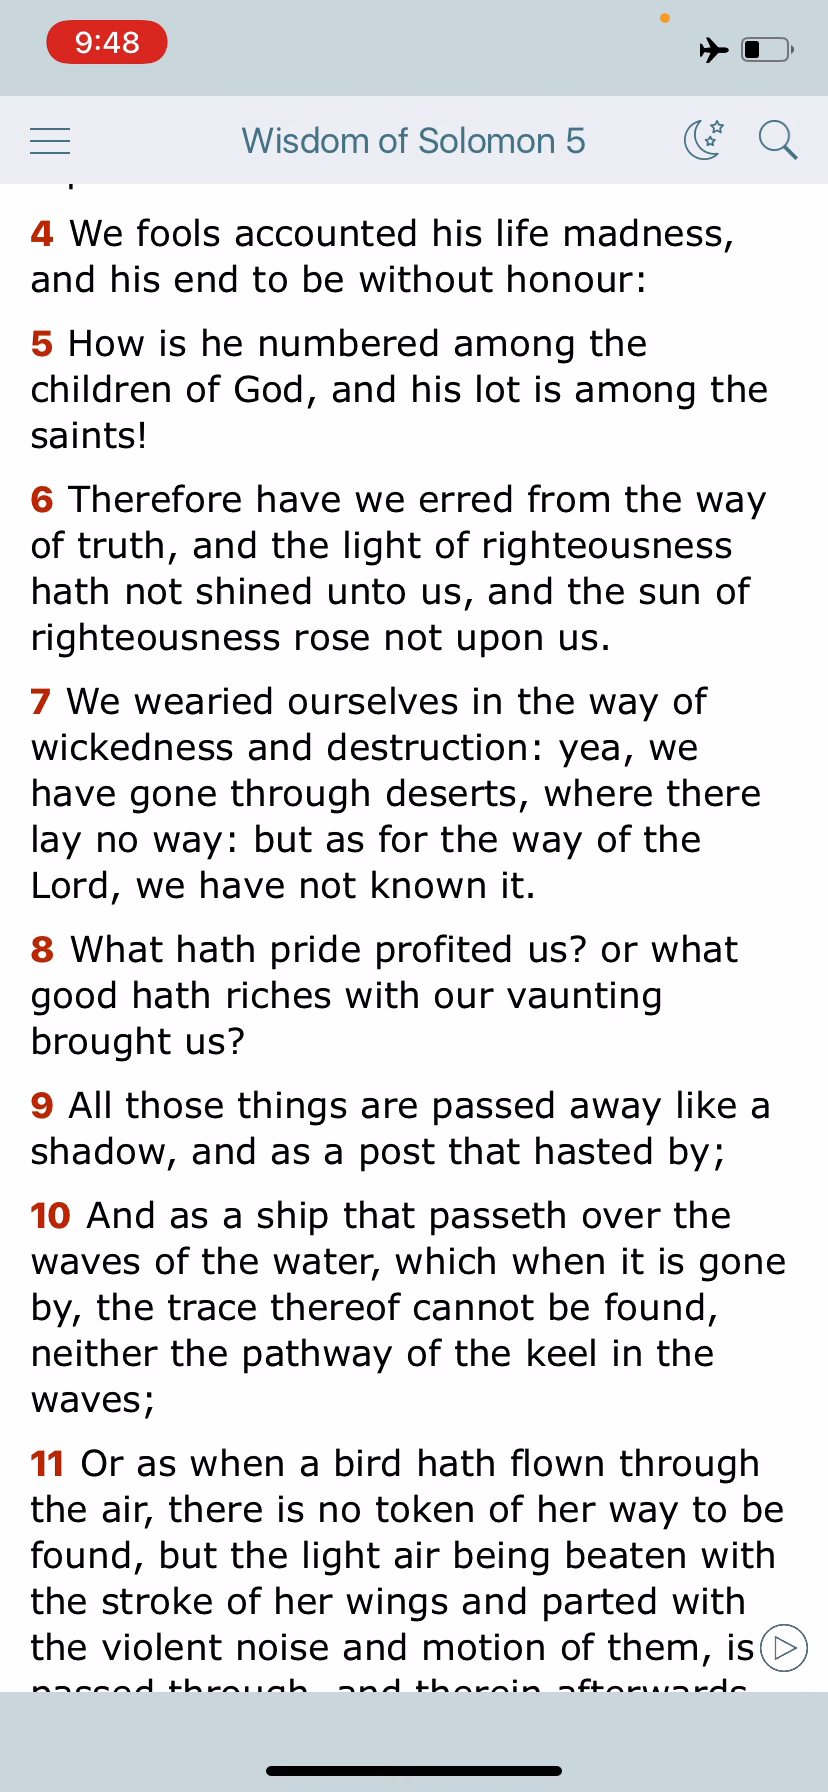 9:48
Wisdom of Solomon 5
4 We fools accounted his life madness,
and his end to be without honour:
5 How is he numbered among the
children of God, and his lot is among the
saints!
6 Therefore have we erred from the way
of truth, and the light of righteousness
hath not shined unto us, and the sun of
righteousness rose not upon us.
7 We wearied ourselves in the way of
wickedness and destruction: yea, we
have gone through deserts, where there
lay no way: but as for the way of the
Lord, we have not known it.
8 What hath pride profited us? or what
good hath riches with our vaunting
brought us?
9 All those things are passed away like a
shadow, and as a post that hasted by;
10 And as a ship that passeth over the
waves of the water, which when it is gone
by, the trace thereof cannot be found,
neither the pathway of the keel in the
waves;
11 Or as when a bird hath flown through
the air, there is no token of her way to be
found, but the light air being beaten with
the stroke of her wings and parted with
the violent noise and motion of them, is
passed through, and therein afterwards